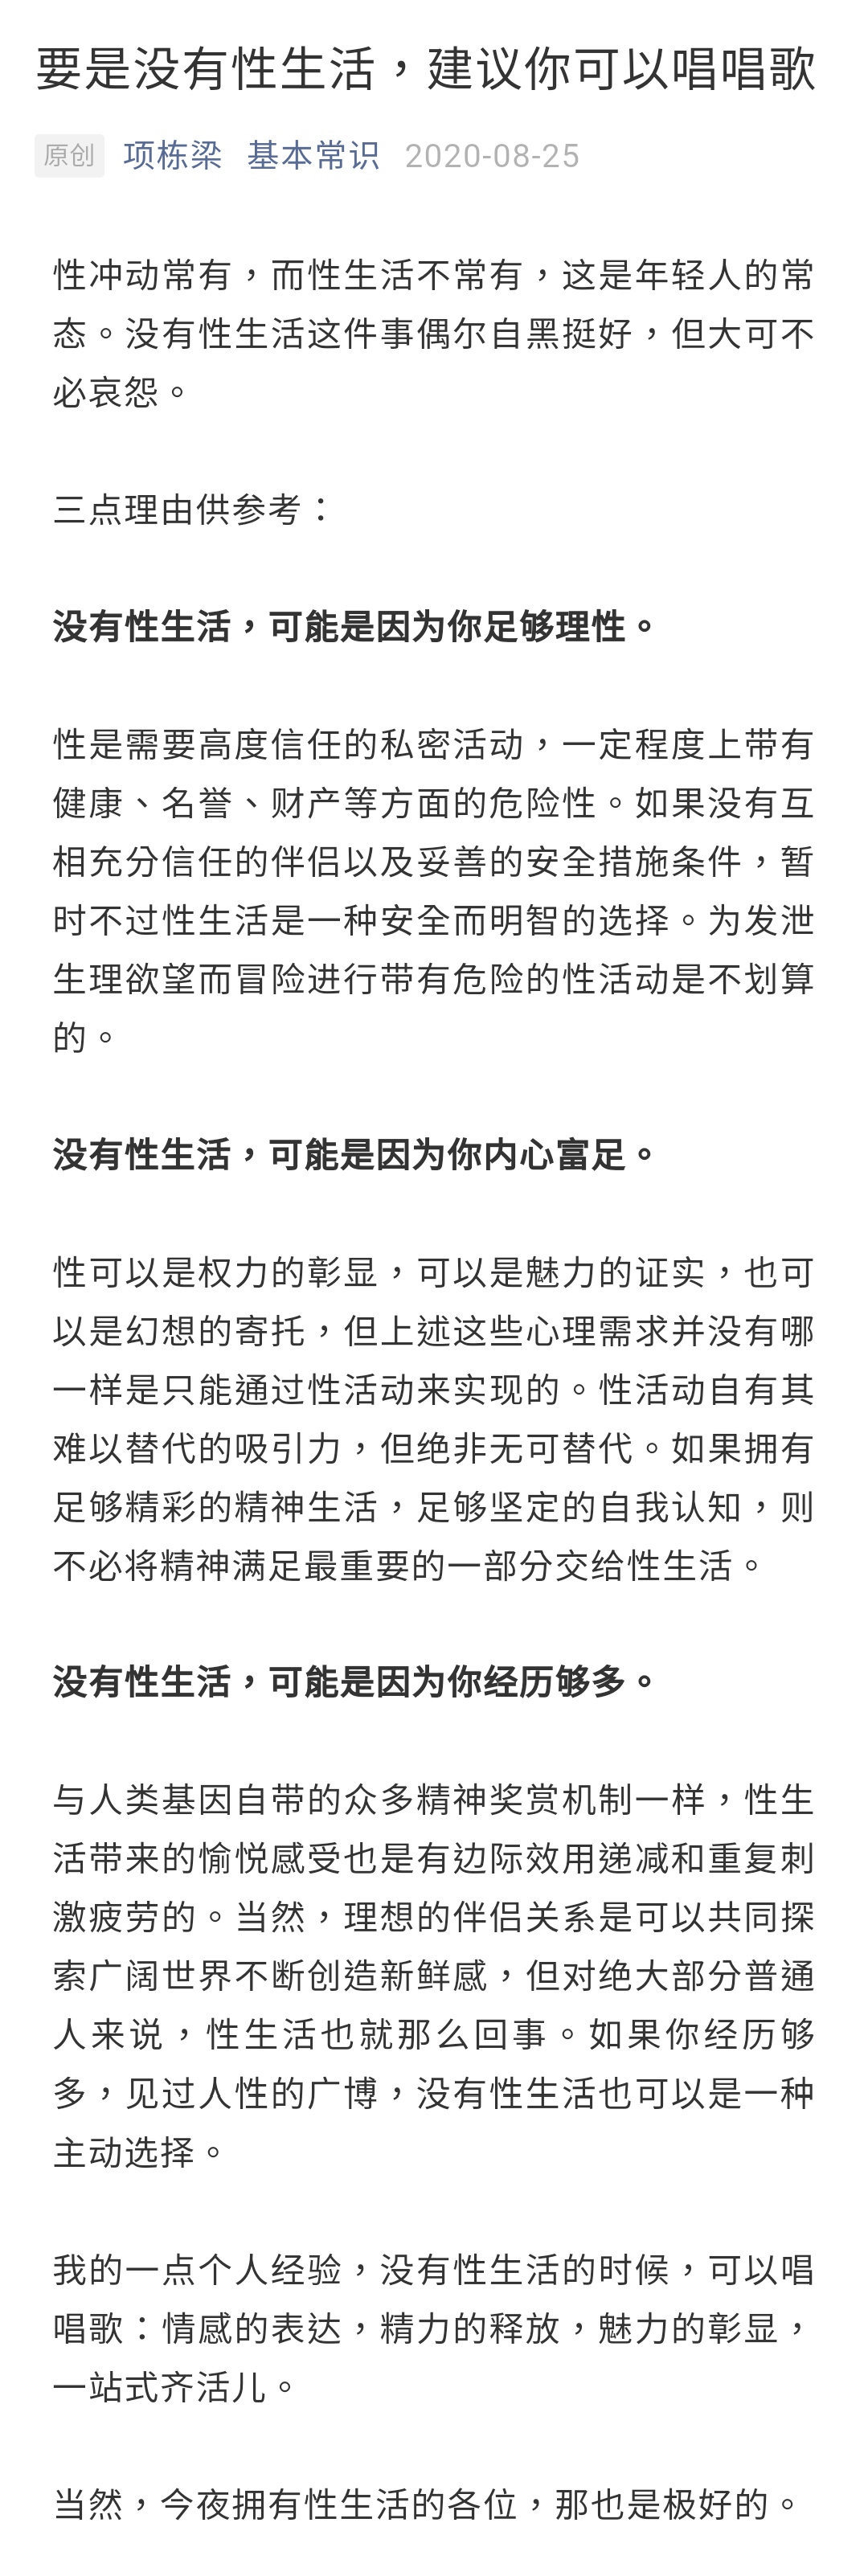 要是没有性生活，建议你可以唱唱歌
原创 项栋梁 基本常识 2020-08-25
性冲动常有，而性生活不常有，这是年轻人的常
态。没有性生活这件事偶尔自黑挺好，但大可不
必哀怨。
三点理由供参考：
没有性生活，可能是因为你足够理性。
性是需要高度信任的私密活动，一定程度上带有
健康、名誉、财产等方面的危险性。如果没有互
相充分信任的伴侣以及妥善的安全措施条件，暂
时不过性生活是一种安全而明智的选择。为发泄
生理欲望而冒险进行带有危险的性活动是不划算
的。
没有性生活，可能是因为你内心富足。
性可以是权力的彰显，可以是魅力的证实，也可
以是幻想的寄托，但上述这些心理需求并没有哪
一样是只能通过性活动来实现的。性活动自有其
难以替代的吸引力，但绝非无可替代。如果拥有
足够精彩的精神生活，足够坚定的自我认知，则
不必将精神满足最重要的一部分交给性生活。
没有性生活，可能是因为你经历够多。
与人类基因自带的众多精神奖赏机制一样，性生
活带来的愉悦感受也是有边际效用递减和重复刺
激疲劳的。当然，理想的伴侣关系是可以共同探
索广阔世界不断创造新鲜感，但对绝大部分普通
人来说，性生活也就那么回事。如果你经历够
多，见过人性的广博，没有性生活也可以是一种
主动选择。
我的一点个人经验，没有性生活的时候，可以唱
唱歌：情感的表达，精力的释放，魅力的彰显，
一站式齐活儿。
当然，今夜拥有性生活的各位，那也是极好的。